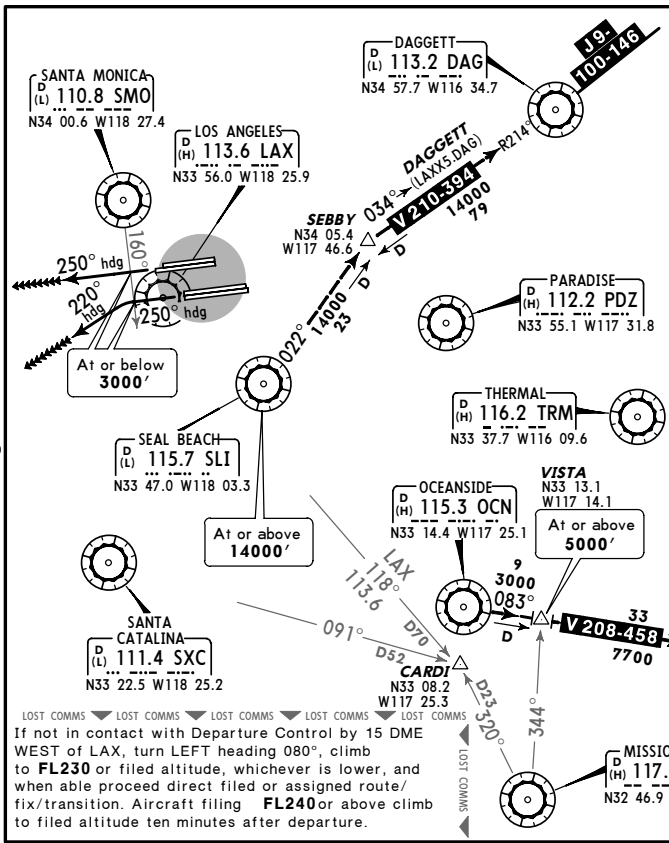 DAGGETT
D
(L) 113.2 DAG
N34 57.7 W116 34.7
J9-
100-146
SANTA MONICA
D
(L) 110.8 SMO
N34 00.6 W118 27.4
LOS ANGELES
D
(H) 113.6 LAX
N33 56.0 W118 25.9
DAGGETT
(LAXX5.DAG)
R214°
034°
V 210-394
14000
79
SEBBY
N34 05.4
W117 46.6
D
D
160°
250° hdg
220°
hdg
250° hdg
At or below
3000'
022°
14000
23
PARADISE
D
(H) 112.2 PDZ
N33 55.1 W117 31.8
THERMAL
D
(H) 116.2 TRM
N33 37.7 W116 09.6
SEAL BEACH
D
(L) 115.7 SLI
N33 47.0 W118 03.3
At or above
14000'
OCEANSIDE
D
(H) 115.3 OCN
N33 14.4 W117 25.1
VISTA
N33 13.1
W117 14.1
At or above
5000'
LAX
118°
113.6
D70
9
3000
083°
D
33
V 208-458
7700
SANTA
CATALINA
D
(L) 111.4 SXC
N33 22.5 W118 25.2
091°
D52
CARDI
N33 08.2
W117 25.3
D23
320°
344°
MISSIO
D
(H) 117.
N32 46.9
LOST COMMS LOST COMMS LOST COMMS LOST COMMS LOST COMMS
LOST COMMS
If not in contact with Departure Control by 15 DME
WEST of LAX, turn LEFT heading 080°, climb
to FL230 or filed altitude, whichever is lower, and
when able proceed direct filed or assigned route/
fix/transition. Aircraft filing FL240 or above climb
to filed altitude ten minutes after departure.